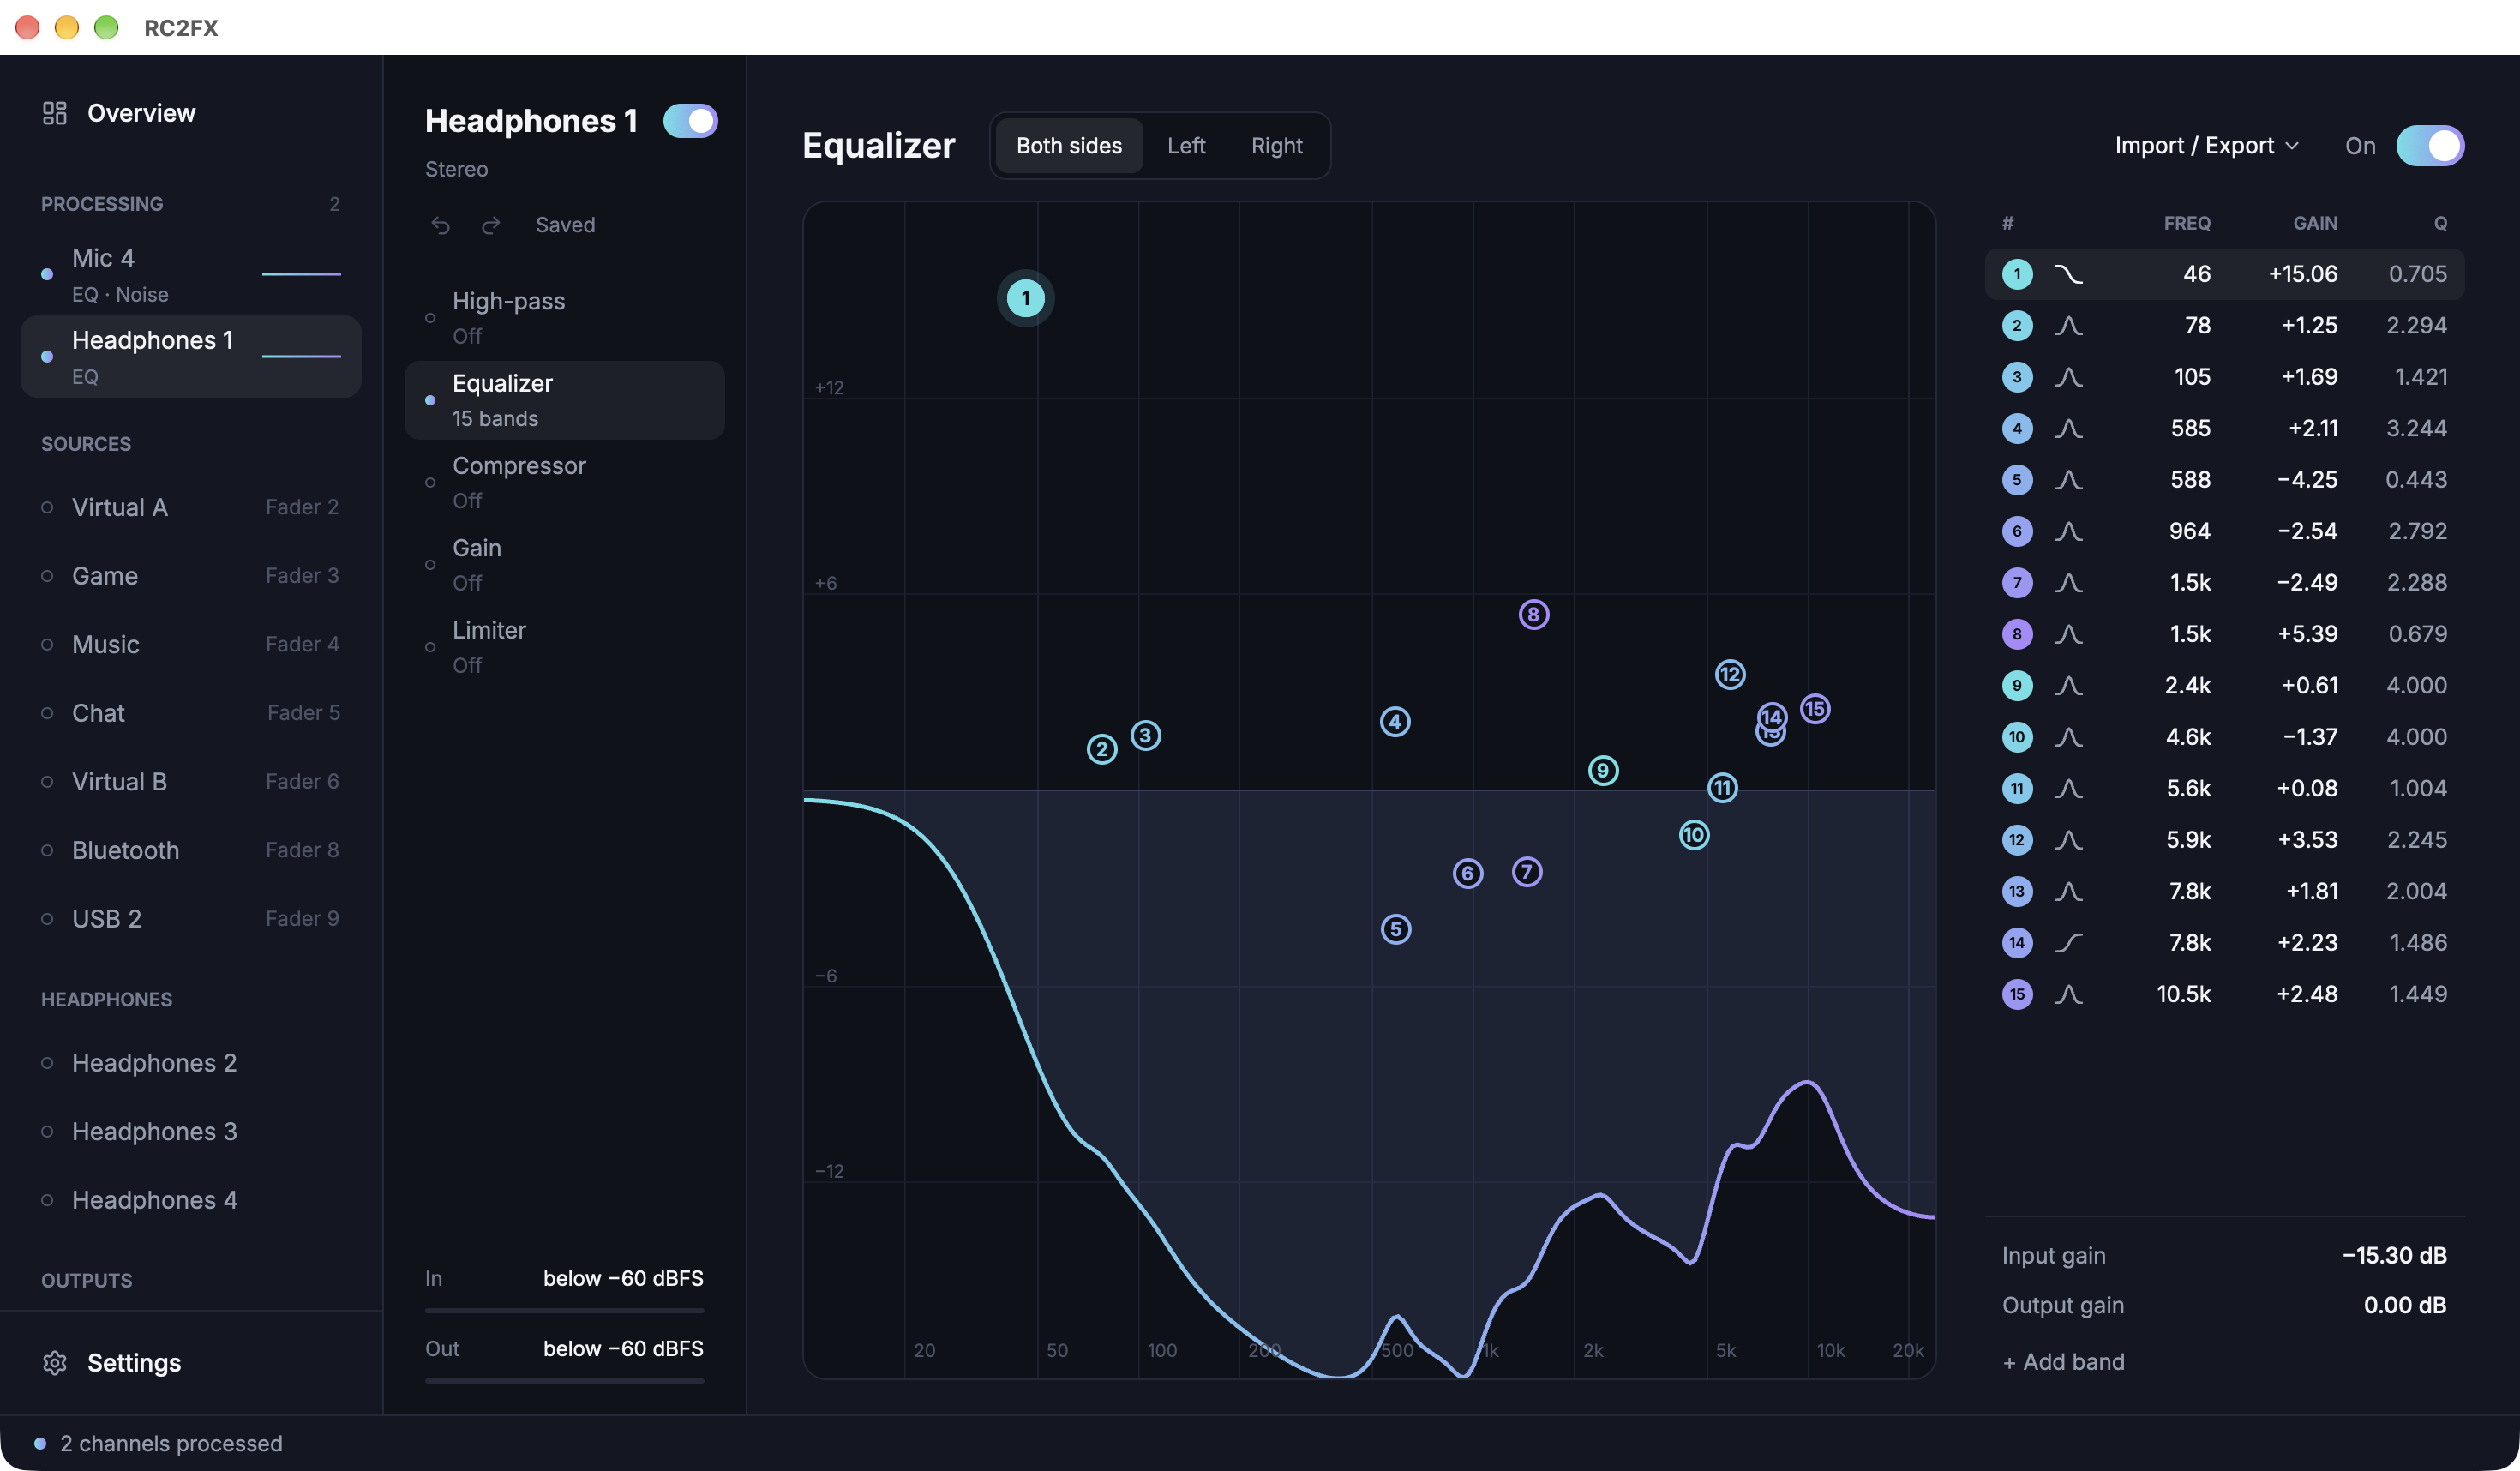 RC2FX
Overview
PROCESSING 2
Mic 4
EQ · Noise
Headphones 1
EQ
SOURCES
Virtual A Fader 2
Game Fader 3
Music Fader 4
Chat Fader 5
Virtual B Fader 6
Bluetooth Fader 8
USB 2 Fader 9
HEADPHONES
Headphones 2
Headphones 3
Headphones 4
OUTPUTS
Settings
2 channels processed
Headphones 1
Stereo
Saved
High-pass
Off
Equalizer
15 bands
Compressor
Off
Gain
Off
Limiter
Off
In below −60 dBFS
Out below −60 dBFS
Equalizer Both sides Left Right
Import / Export On
1
+12
+6
8
12
15
14
4
3
2
9
11
10
7
6
5
−6
−12
20 50 100 200 500 1k 2k 5k 10k 20k
# FREQ GAIN Q
1 46 +15.06 0.705
2 78 +1.25 2.294
3 105 +1.69 1.421
4 585 +2.11 3.244
5 588 −4.25 0.443
6 964 −2.54 2.792
7 1.5k −2.49 2.288
8 1.5k +5.39 0.679
9 2.4k +0.61 4.000
10 4.6k −1.37 4.000
11 5.6k +0.08 1.004
12 5.9k +3.53 2.245
13 7.8k +1.81 2.004
14 7.8k +2.23 1.486
15 10.5k +2.48 1.449
Input gain −15.30 dB
Output gain 0.00 dB
+ Add band